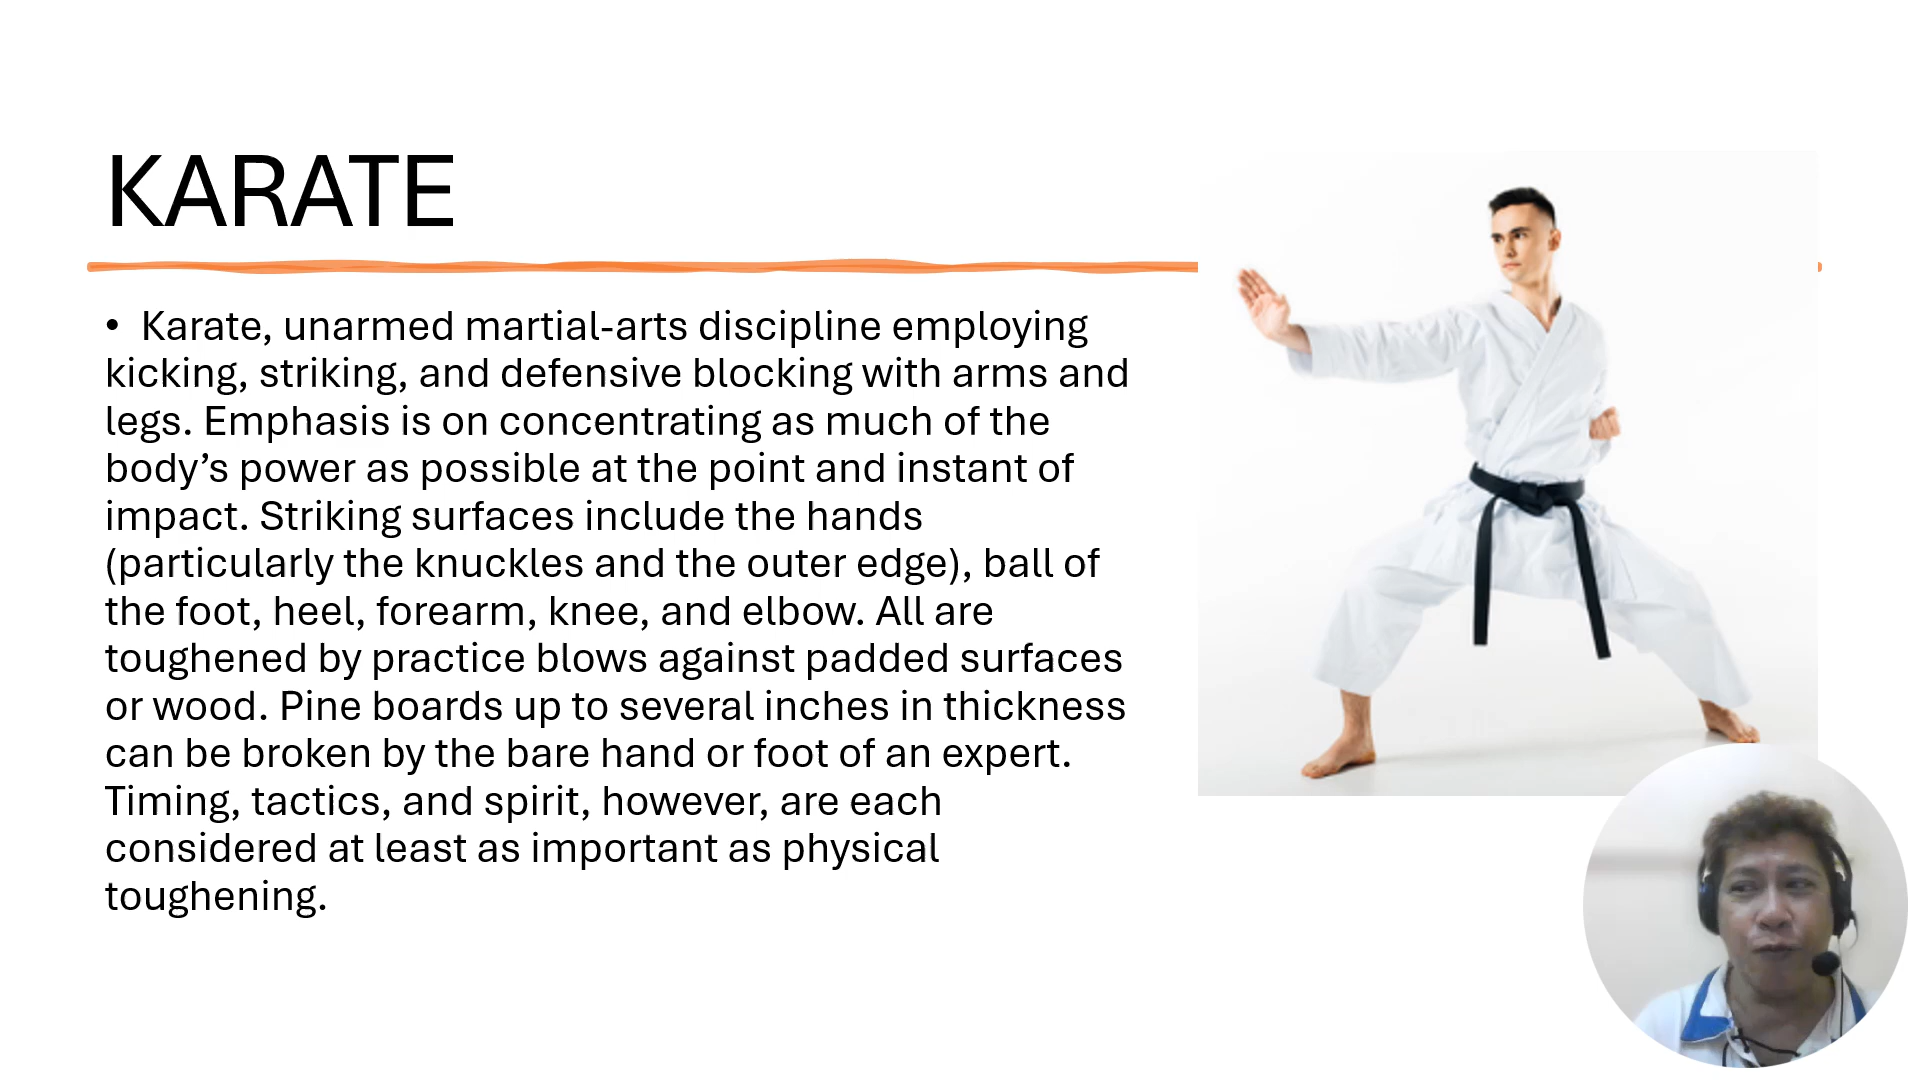 KARATE
• Karate, unarmed martial-arts discipline employing
kicking, striking, and defensive blocking with arms and
legs. Emphasis is on concentrating as much of the
body’s power as possible at the point and instant of
impact. Striking surfaces include the hands
(particularly the knuckles and the outer edge), ball of
the foot, heel, forearm, knee, and elbow. All are
toughened by practice blows against padded surfaces
or wood. Pine boards up to several inches in thickness
can be broken by the bare hand or foot of an expert.
Timing, tactics, and spirit, however, are each
considered at least as important as physical
toughening.